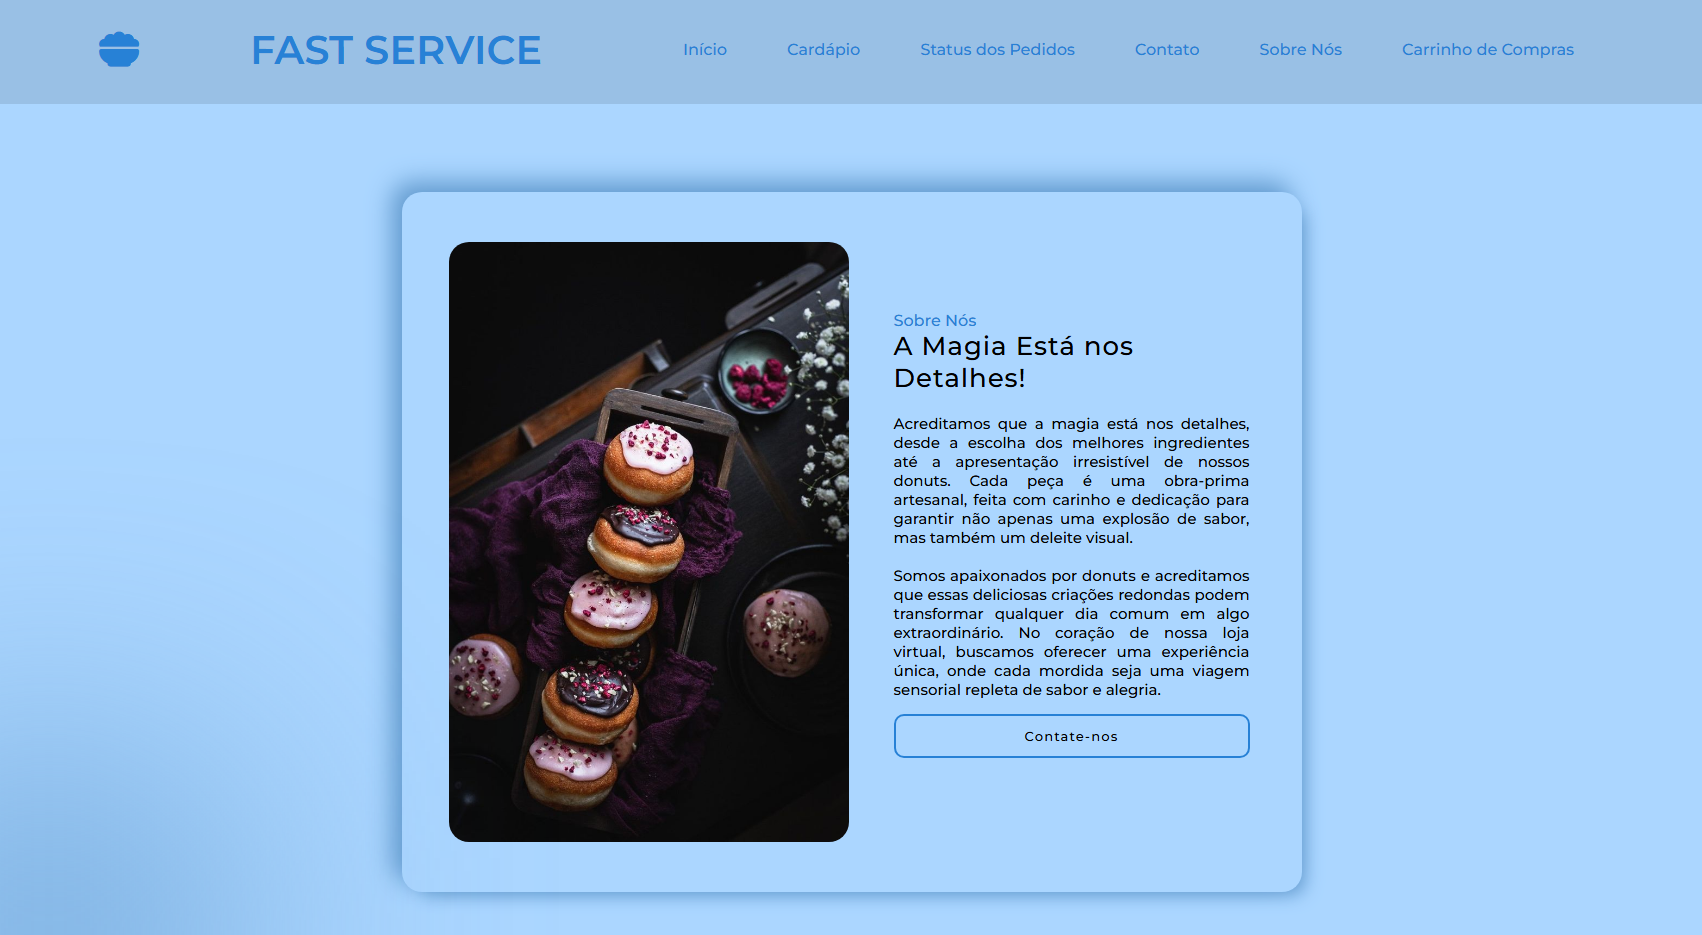 FAST SERVICE
Início
Cardápio
Status dos Pedidos
Contato
Sobre Nós
Carrinho de Compras
Sobre Nós
A Magia Está nos
Detalhes!
Acreditamos que a magia está nos detalhes,
desde a escolha dos melhores ingredientes
até a apresentação irresistível de nossos
donuts. Cada peça é uma obra-prima
artesanal, feita com carinho e dedicação para
garantir não apenas uma explosão de sabor,
mas também um deleite visual.
Somos apaixonados por donuts e acreditamos
que essas deliciosas criações redondas podem
transformar qualquer dia comum em algo
extraordinário. No coração de nossa loja
virtual, buscamos oferecer uma experiência
única, onde cada mordida seja uma viagem
sensorial repleta de sabor e alegria.
Contate-nos